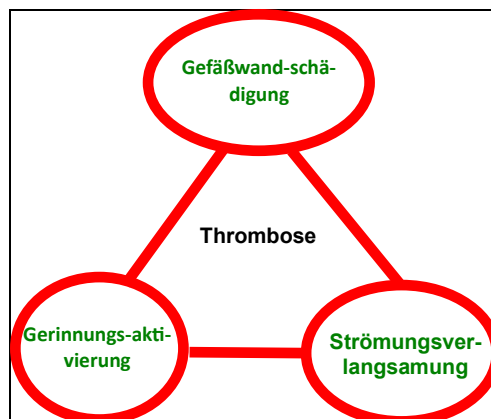 Gefäßwand-schä-
digung
Thrombose
Gerinnungs-akti-
vierung
Strömungsver-
langsamung